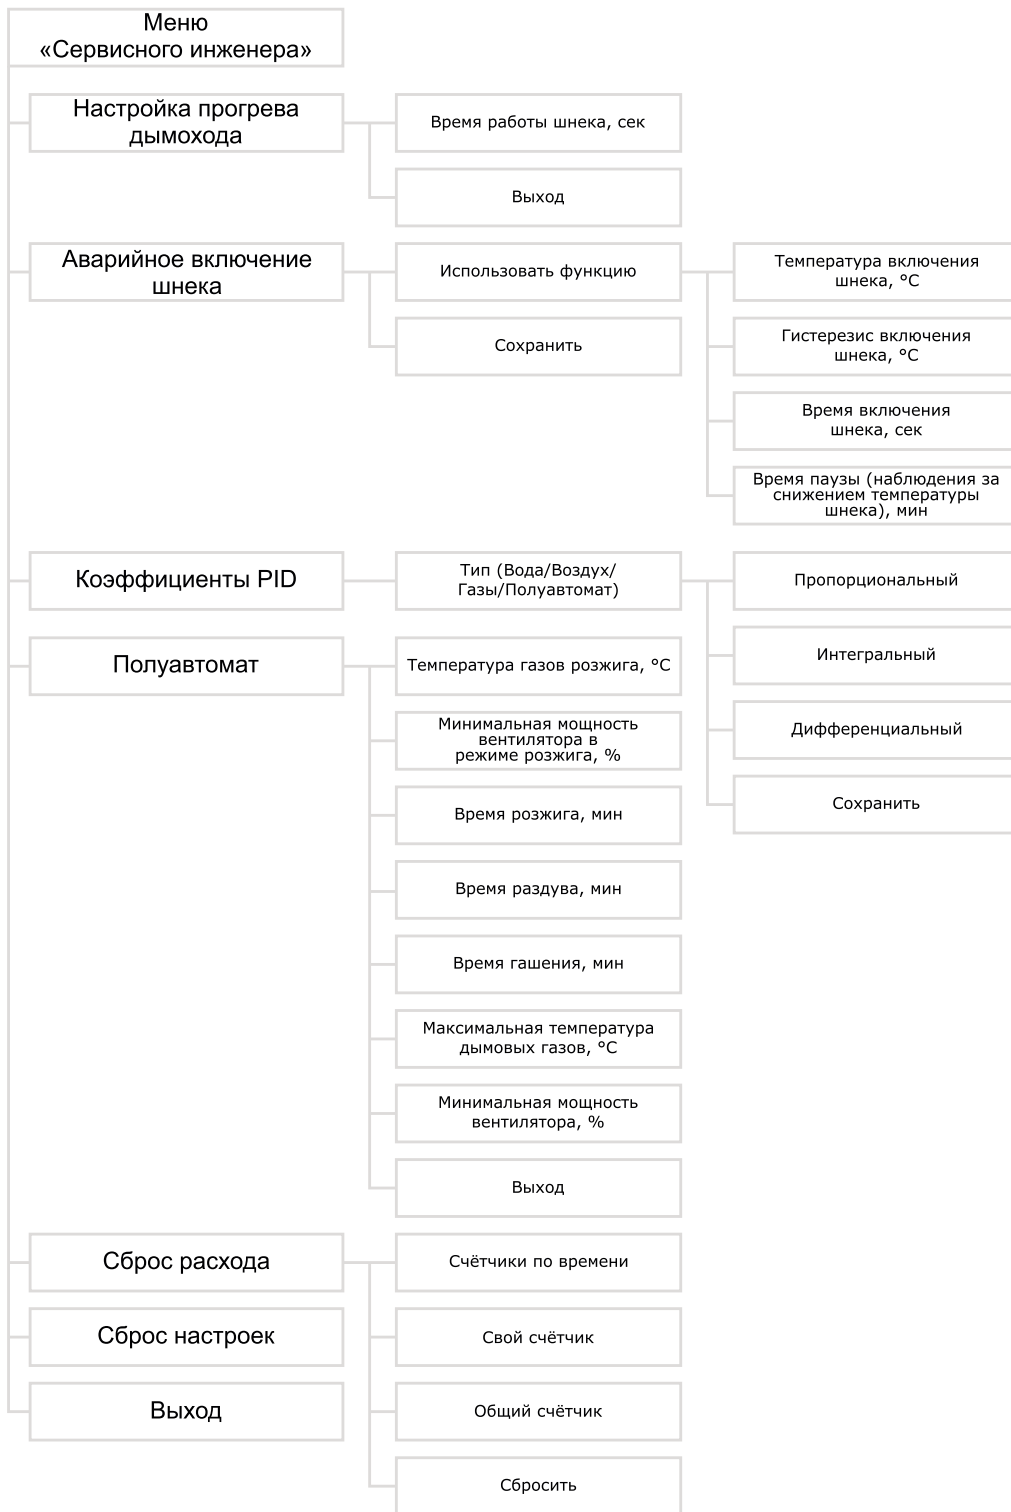 Меню
«Сервисного инженера»
Настройка прогрева
дымохода
Время работы шнека, сек
Выход
Аварийное включение
шнека
Использовать функцию
Температура включения
шнека, °C
Гистерезис включения
шнека, °C
Время включения
шнека, сек
Время паузы (наблюдения за
снижением температуры
шнека), мин
Сохранить
Коэффициенты PID
Тип (Вода/Воздух/
Газы/Полуавтомат)
Пропорциональный
Интегральный
Дифференциальный
Сохранить
Полуавтомат
Температура газов розжига, °C
Минимальная мощность
вентилятора в
режиме розжига, %
Время розжига, мин
Время раздува, мин
Время гашения, мин
Максимальная температура
дымовых газов, °C
Минимальная мощность
вентилятора, %
Выход
Сброс расхода
Счётчики по времени
Свой счётчик
Общий счётчик
Сбросить
Сброс настроек
Выход